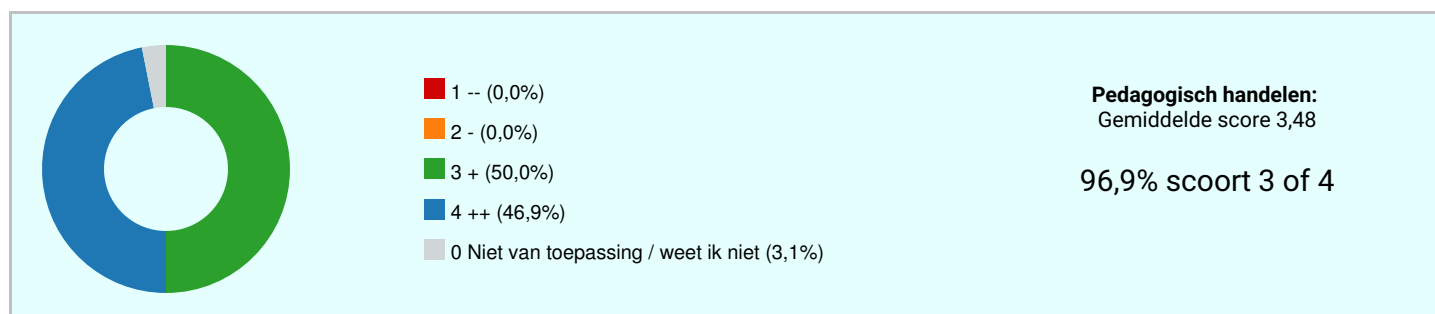 1 -- (0,0%)
2 - (0,0%)
3 + (50,0%)
4 ++ (46,9%)
0 Niet van toepassing / weet ik niet (3,1%)
Pedagogisch handelen:
Gemiddelde score 3,48
96,9% scoort 3 of 4